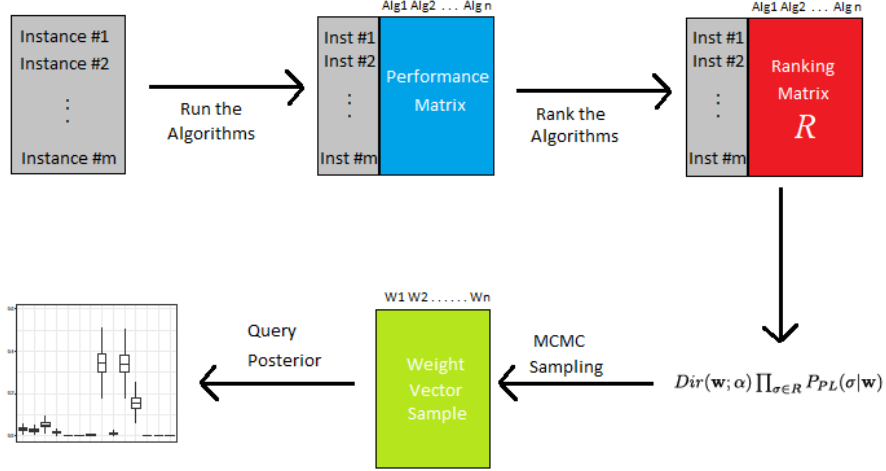 Instance #1
Instance #2
⋮
Instance #m
Run the
Algorithms
Alg1 Alg2 ... Alg n
Inst #1
Inst #2
⋮
Inst #m
Performance
Matrix
Rank the
Algorithms
Alg1 Alg2 ... Alg n
Inst #1
Inst #2
⋮
Inst #m
Ranking
Matrix
R
Dir(w; α) ∏σ∈R PPL(σ|w)
MCMC
Sampling
W1 W2 ...... Wn
Weight
Vector
Sample
Query
Posterior